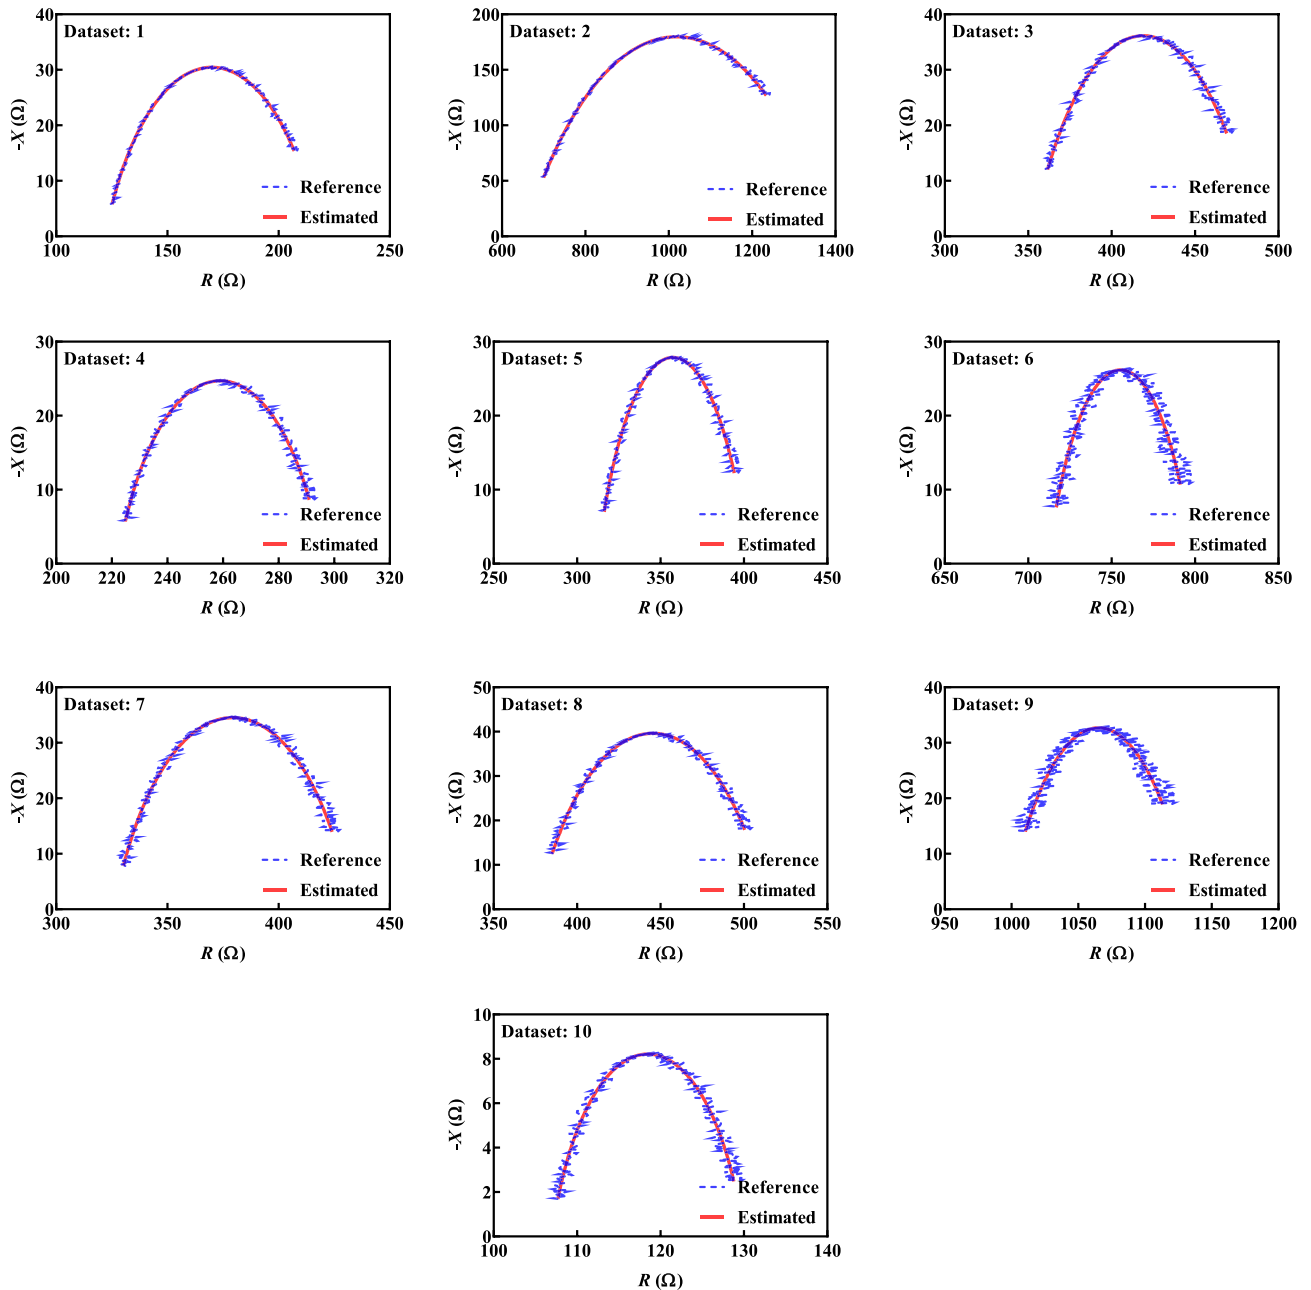 Dataset: 1
40
30
20
10
0
-X (Ω)
Reference
Estimated
100 150 200 250
R (Ω)
Dataset: 2
200
150
100
50
0
-X (Ω)
Reference
Estimated
600 800 1000 1200 1400
R (Ω)
Dataset: 3
40
30
20
10
0
-X (Ω)
Reference
Estimated
300 350 400 450 500
R (Ω)
Dataset: 4
30
20
10
0
-X (Ω)
Reference
Estimated
200 220 240 260 280 300 320
R (Ω)
Dataset: 5
30
20
10
0
-X (Ω)
Reference
Estimated
250 300 350 400 450
R (Ω)
Dataset: 6
30
20
10
0
-X (Ω)
Reference
Estimated
650 700 750 800 850
R (Ω)
Dataset: 7
40
30
20
10
0
-X (Ω)
Reference
Estimated
300 350 400 450
R (Ω)
Dataset: 8
50
40
30
20
10
0
-X (Ω)
Reference
Estimated
350 400 450 500 550
R (Ω)
Dataset: 9
40
30
20
10
0
-X (Ω)
Reference
Estimated
950 1000 1050 1100 1150 1200
R (Ω)
Dataset: 10
10
8
6
4
2
0
-X (Ω)
Reference
Estimated
100 110 120 130 140
R (Ω)